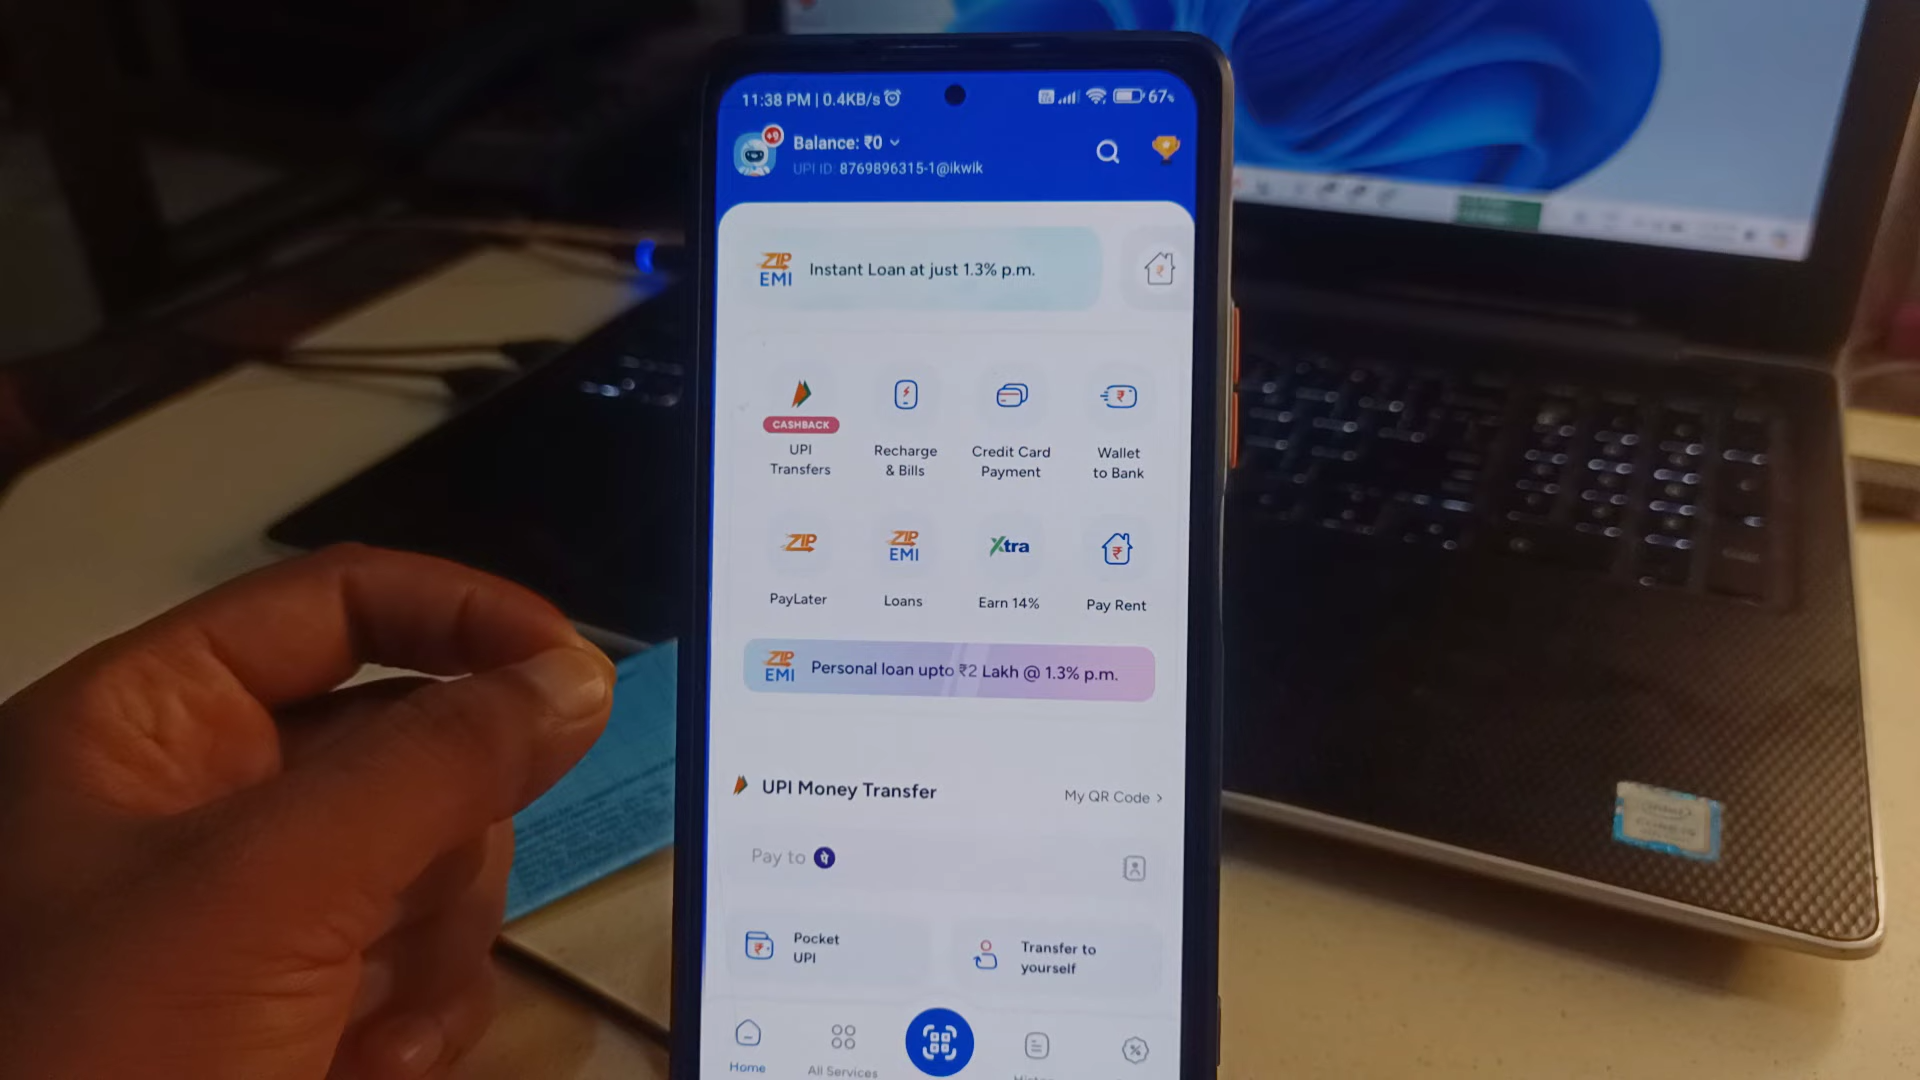 11:38 PM | 0.4KB/s
67%
+9
Balance: ₹0
UPI ID: 8769896315-1@ikwik
ZIP
EMI
Instant Loan at just 1.3% p.m.
CASHBACK
UPI
Transfers
Recharge
& Bills
Credit Card
Payment
Wallet
to Bank
ZIP
PayLater
ZIP
EMI
Loans
Xtra
Earn 14%
Pay Rent
ZIP
EMI
Personal loan upto ₹2 Lakh @ 1.3% p.m.
UPI Money Transfer
My QR Code >
Pay to पे
Pocket
UPI
Transfer to
yourself
Home
All Services